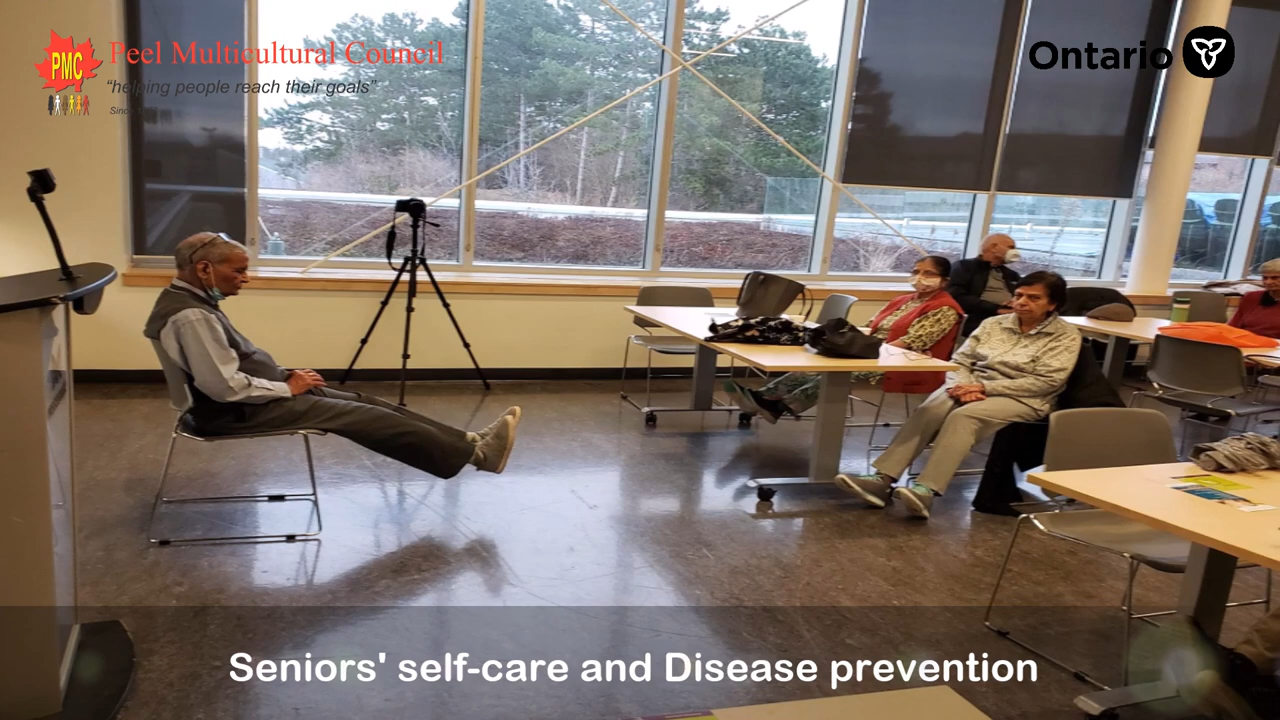 PMC
Peel Multicultural Council
"helping people reach their goals"
Ontario
Seniors' self-care and Disease prevention